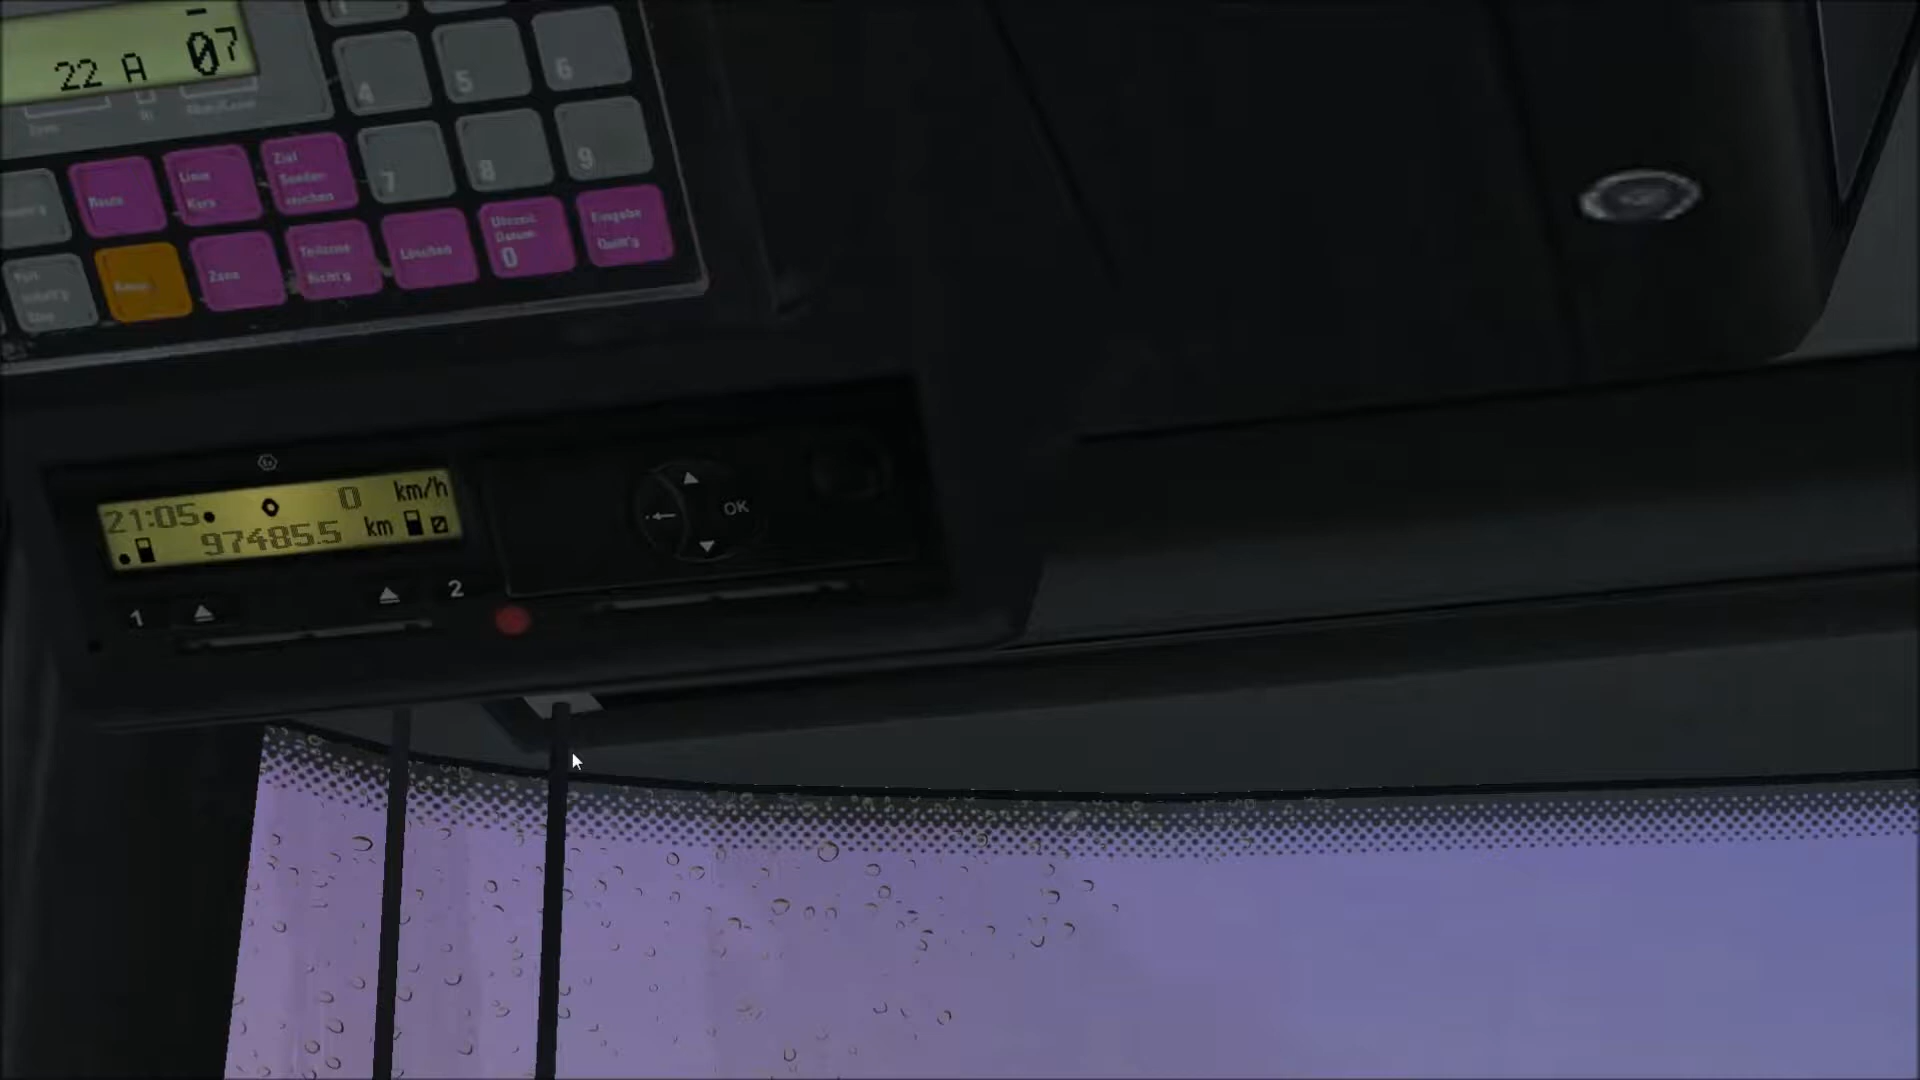 22 A 07
4 5 6
7 8 9
Route
Linie
Kurs
Ziel
Sonder-
zeichen
Zone
Teilzone
Richt'g
Löschen
Uhrzeit
Datum
0
Eingabe
Quitt'g
21:05 0 km/h
97485.5 km
1 2
OK